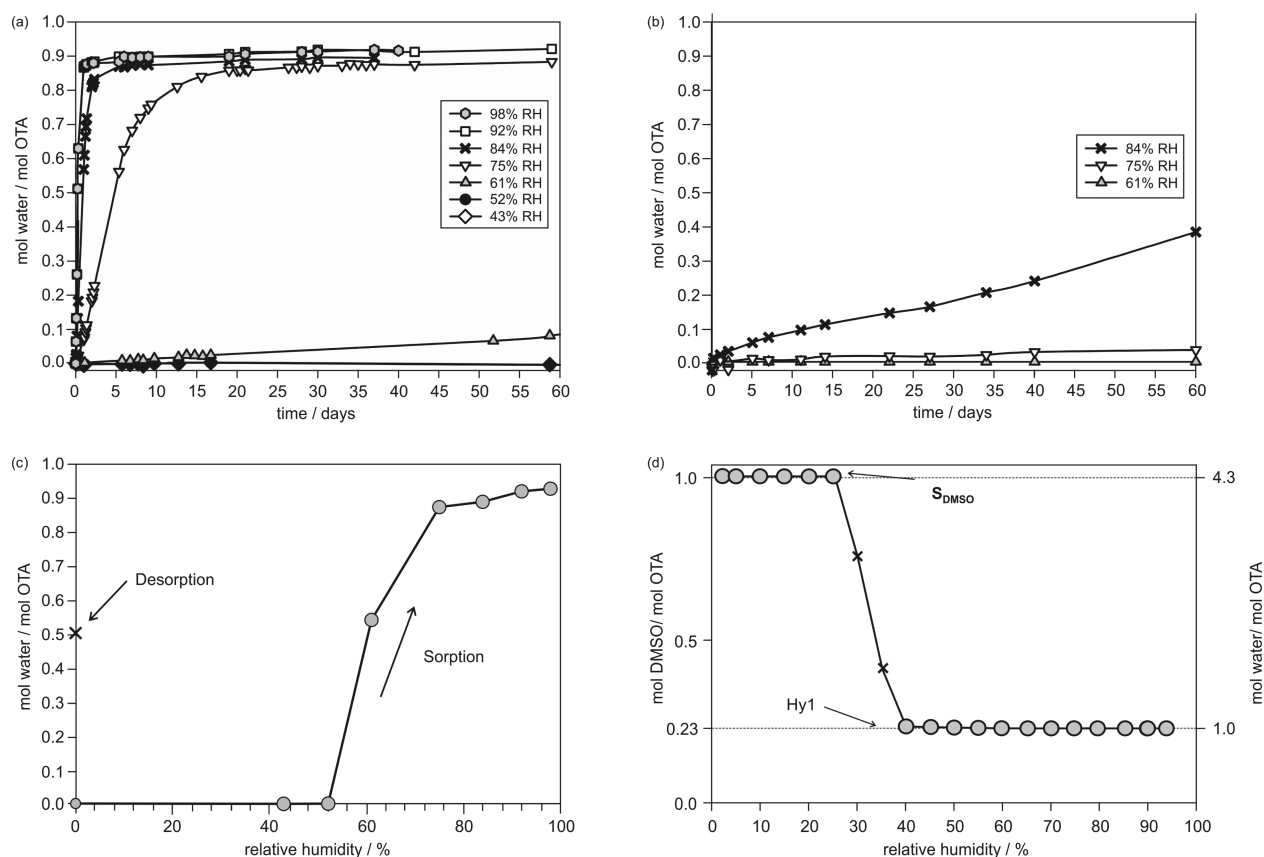 (a)
1.0
0.9
0.8
0.7
0.6
0.5
0.4
0.3
0.2
0.1
0.0
mol water / mol OTA
98% RH
92% RH
84% RH
75% RH
61% RH
52% RH
43% RH
0 5 10 15 20 25 30 35 40 45 50 55 60
time / days
(b)
1.0
0.9
0.8
0.7
0.6
0.5
0.4
0.3
0.2
0.1
0.0
mol water / mol OTA
84% RH
75% RH
61% RH
0 5 10 15 20 25 30 35 40 45 50 55 60
time / days
(c)
1.0
0.9
0.8
0.7
0.6
0.5
0.4
0.3
0.2
0.1
0.0
mol water / mol OTA
Desorption
Sorption
0 20 40 60 80 100
relative humidity / %
(d)
1.0
0.5
0.23
0.0
mol DMSO/ mol OTA
S_DMSO
Hy1
4.3
1.0
mol water/ mol OTA
0 10 20 30 40 50 60 70 80 90 100
relative humidity / %